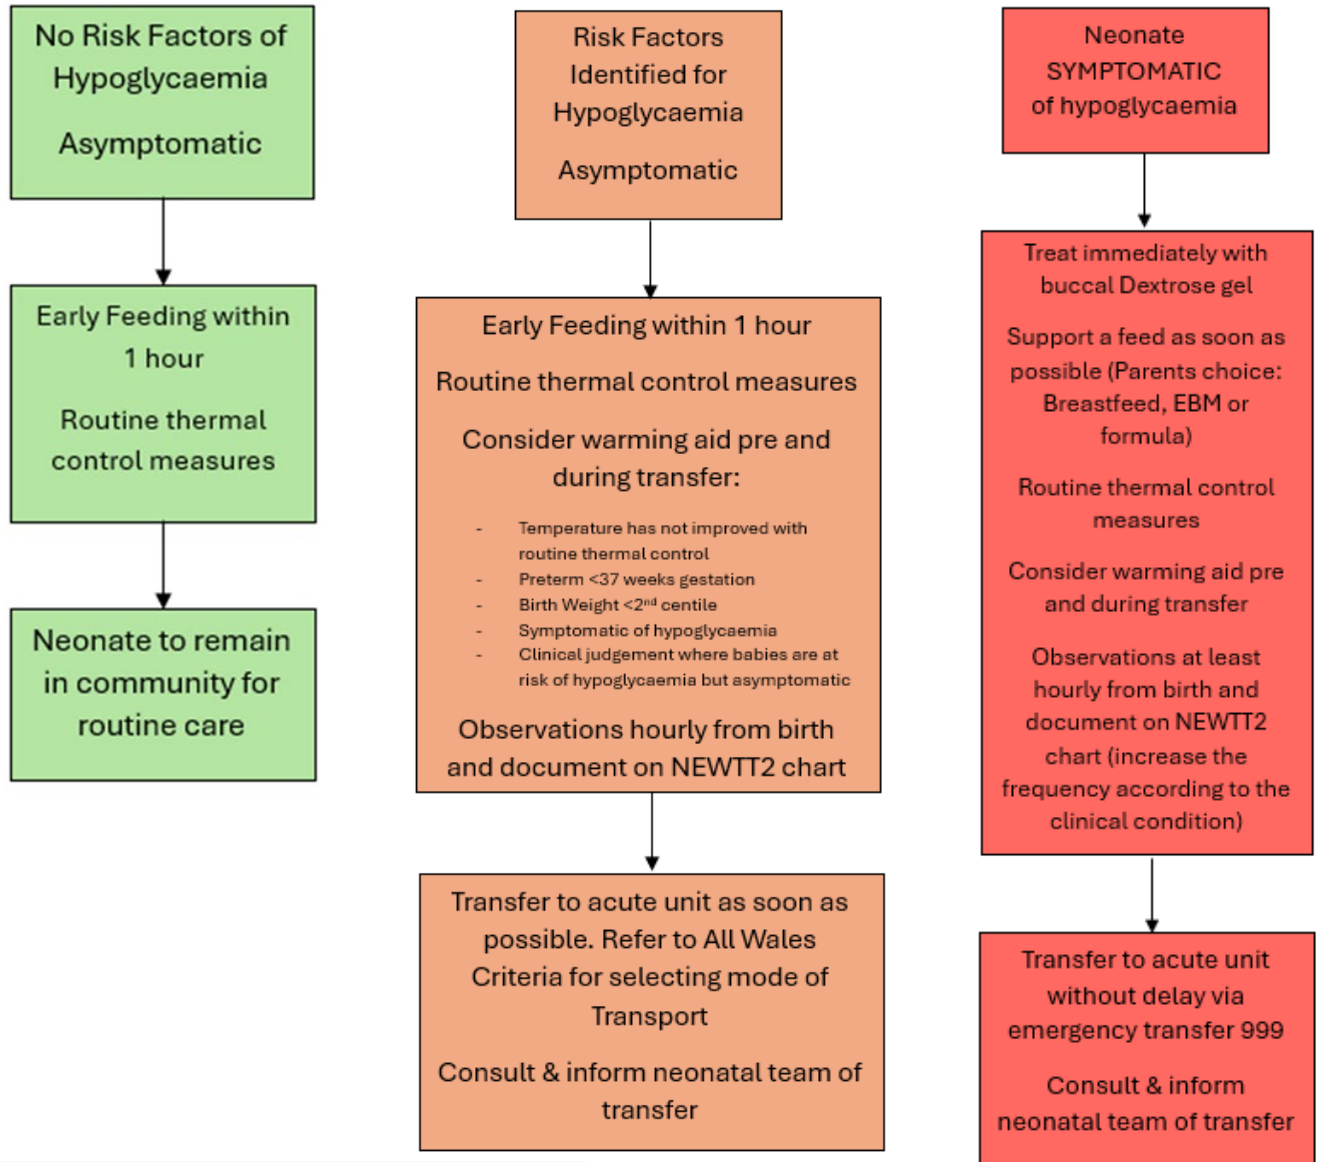 No Risk Factors of
Hypoglycaemia
Asymptomatic
Early Feeding within
1 hour
Routine thermal
control measures
Neonate to remain
in community for
routine care
Risk Factors
Identified for
Hypoglycaemia
Asymptomatic
Early Feeding within 1 hour
Routine thermal control measures
Consider warming aid pre and
during transfer:
- Temperature has not improved with
routine thermal control
- Preterm <37 weeks gestation
- Birth Weight <2nd centile
- Symptomatic of hypoglycaemia
- Clinical judgement where babies are at
risk of hypoglycaemia but asymptomatic
Observations hourly from birth
and document on NEWTT2 chart
Transfer to acute unit as soon as
possible. Refer to All Wales
Criteria for selecting mode of
Transport
Consult & inform neonatal team of
transfer
Neonate
SYMPTOMATIC
of hypoglycaemia
Treat immediately with
buccal Dextrose gel
Support a feed as soon as
possible (Parents choice:
Breastfeed, EBM or
formula)
Routine thermal control
measures
Consider warming aid pre
and during transfer
Observations at least
hourly from birth and
document on NEWTT2
chart (increase the
frequency according to the
clinical condition)
Transfer to acute unit
without delay via
emergency transfer 999
Consult & inform
neonatal team of transfer